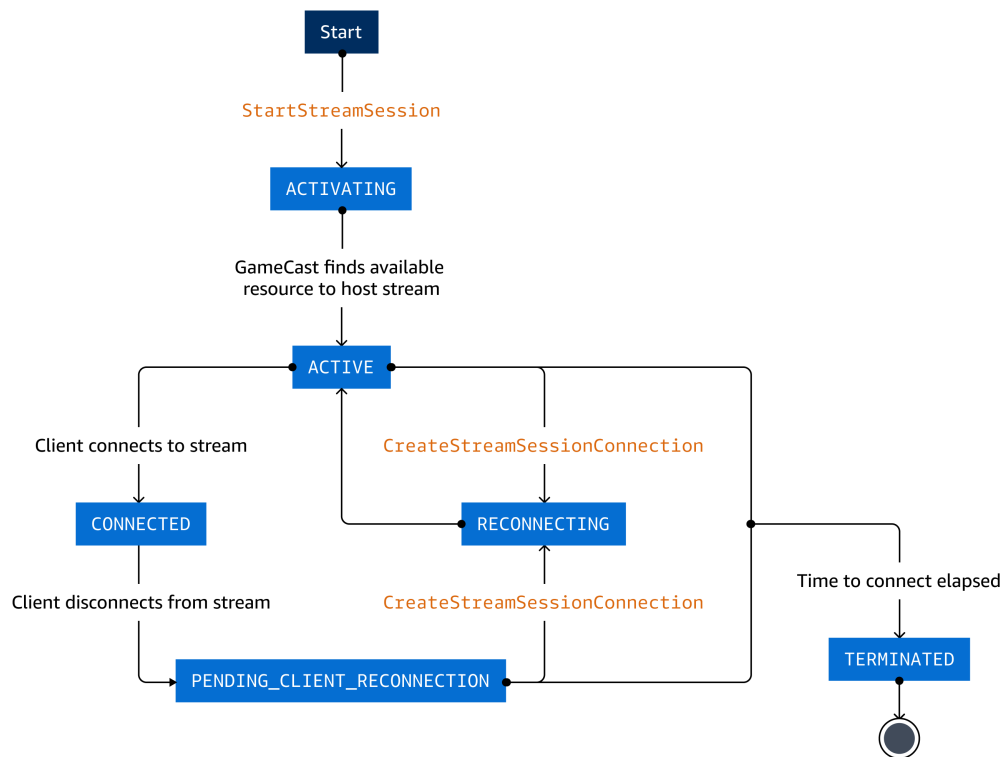 Start
StartStreamSession
ACTIVATING
GameCast finds available
resource to host stream
ACTIVE
Client connects to stream
CreateStreamSessionConnection
CONNECTED
RECONNECTING
Time to connect elapsed
Client disconnects from stream
CreateStreamSessionConnection
TERMINATED
PENDING_CLIENT_RECONNECTION